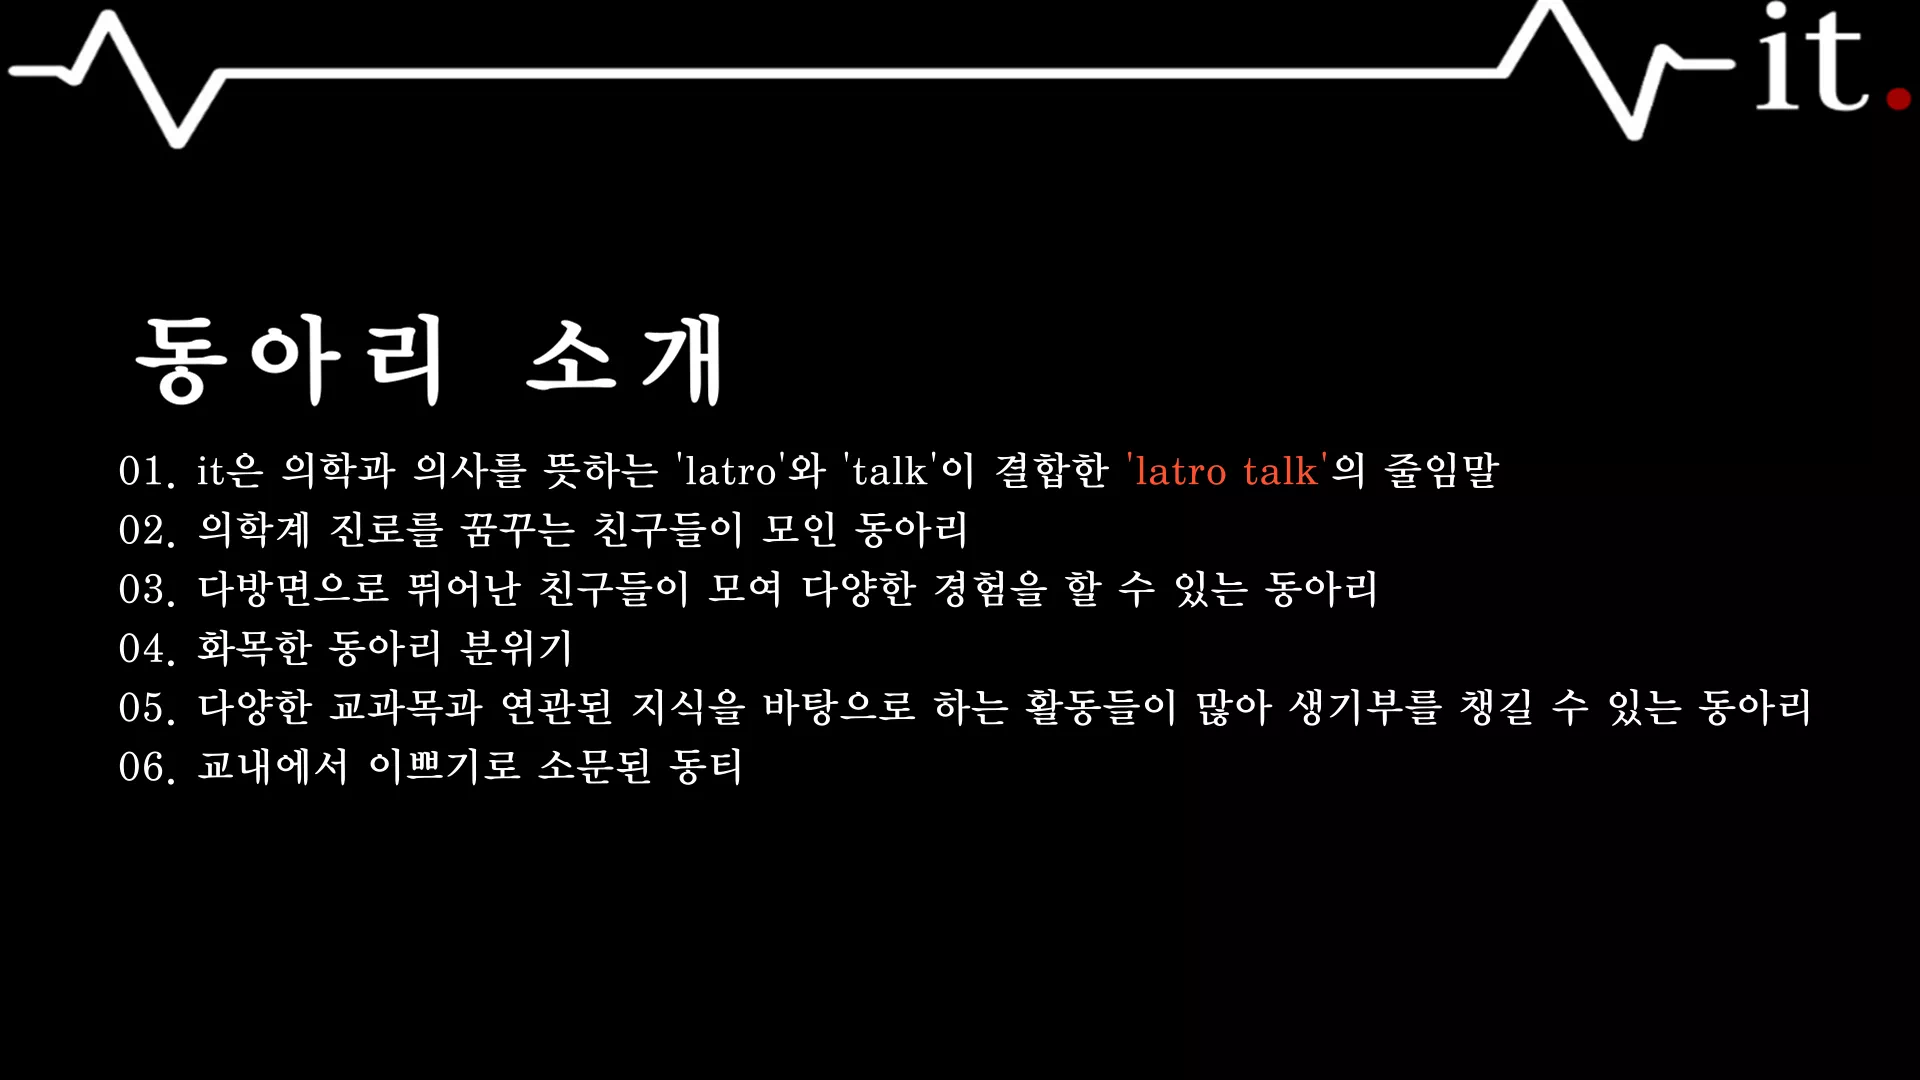 it.
동아리 소개
01. it은 의학과 의사를 뜻하는 'latro'와 'talk'이 결합한 'latro talk'의 줄임말
02. 의학계 진로를 꿈꾸는 친구들이 모인 동아리
03. 다방면으로 뛰어난 친구들이 모여 다양한 경험을 할 수 있는 동아리
04. 화목한 동아리 분위기
05. 다양한 교과목과 연관된 지식을 바탕으로 하는 활동들이 많아 생기부를 챙길 수 있는 동아리
06. 교내에서 이쁘기로 소문된 동티